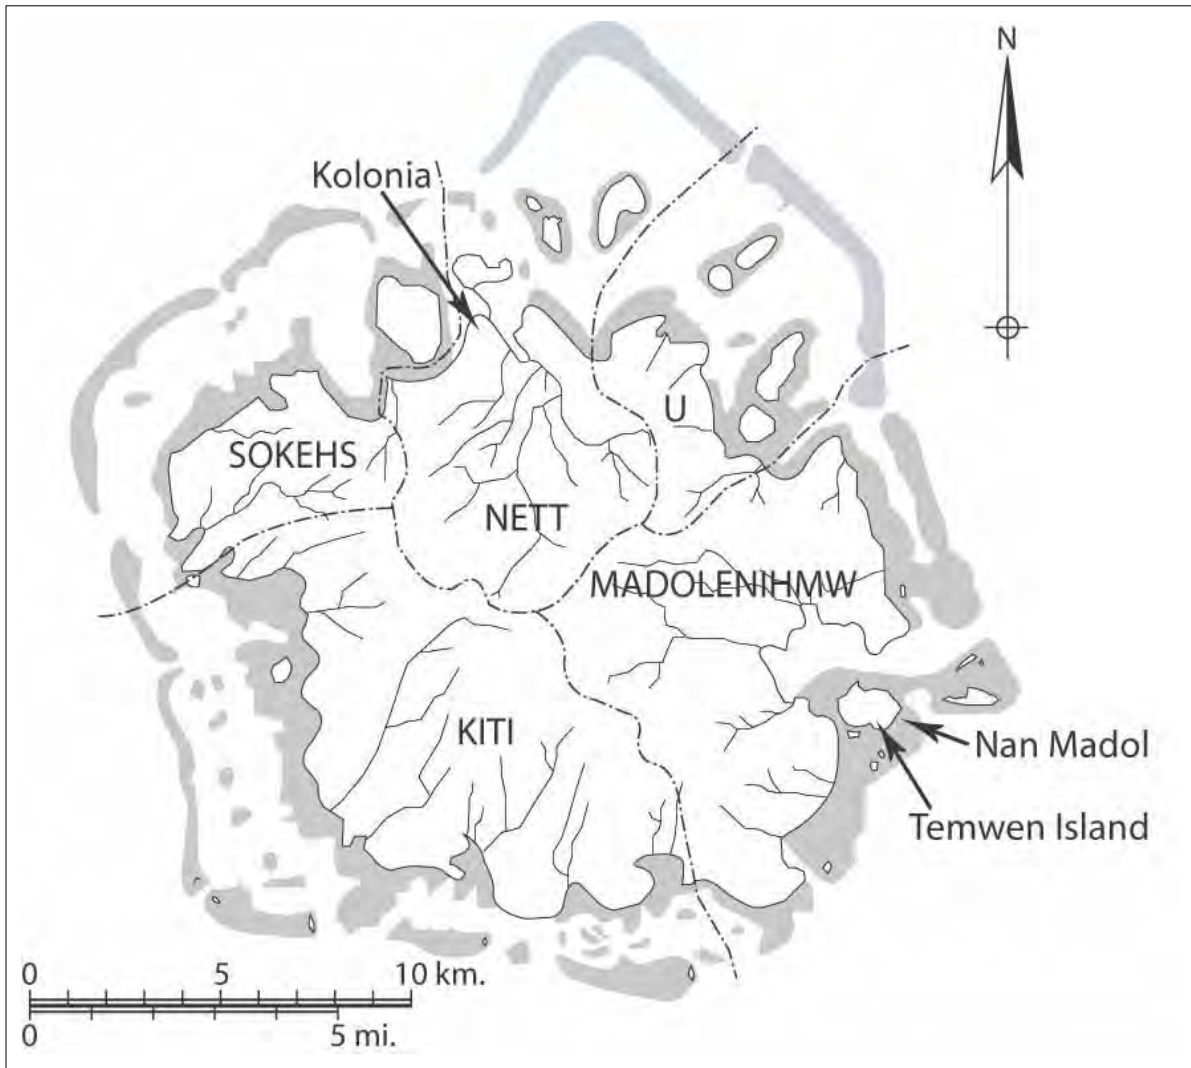 N
Kolonia
SOKEHS
U
NETT
MADOLENIHMW
KITI
Nan Madol
Temwen Island
0 5 10 km.
0 5 mi.